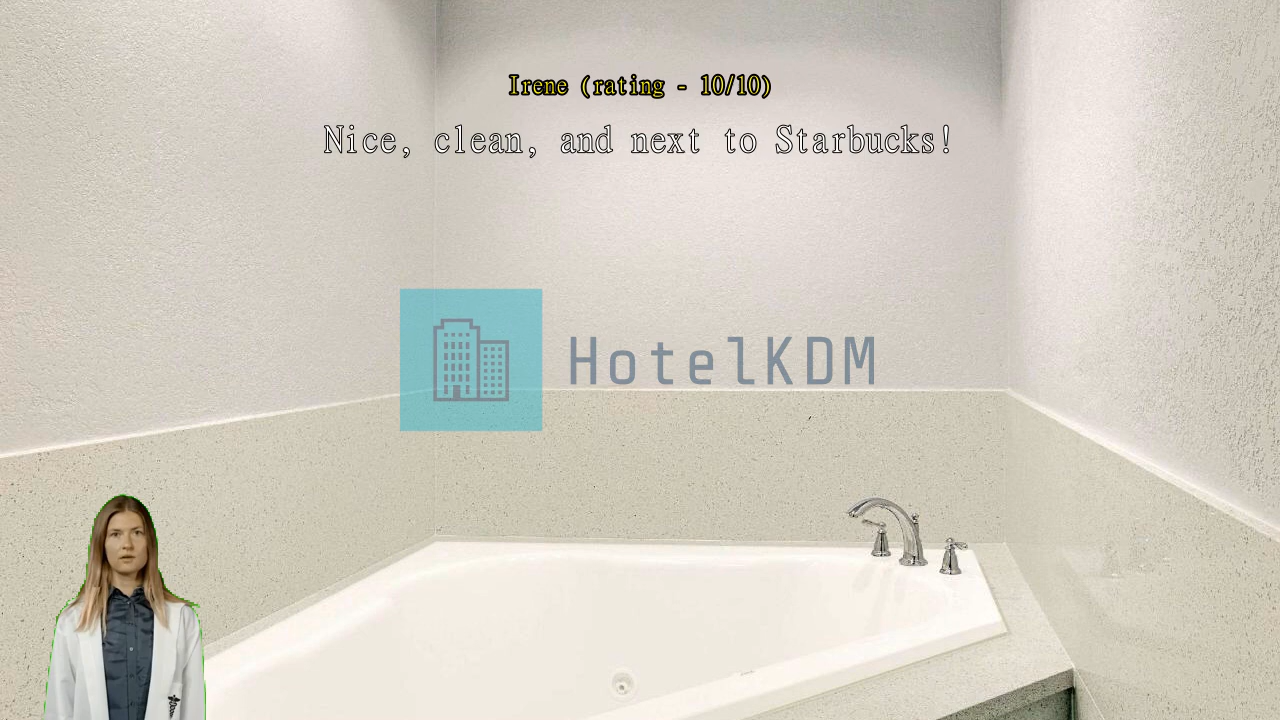 Irene (rating - 10/10)
Nice, clean, and next to Starbucks!
HotelKDM